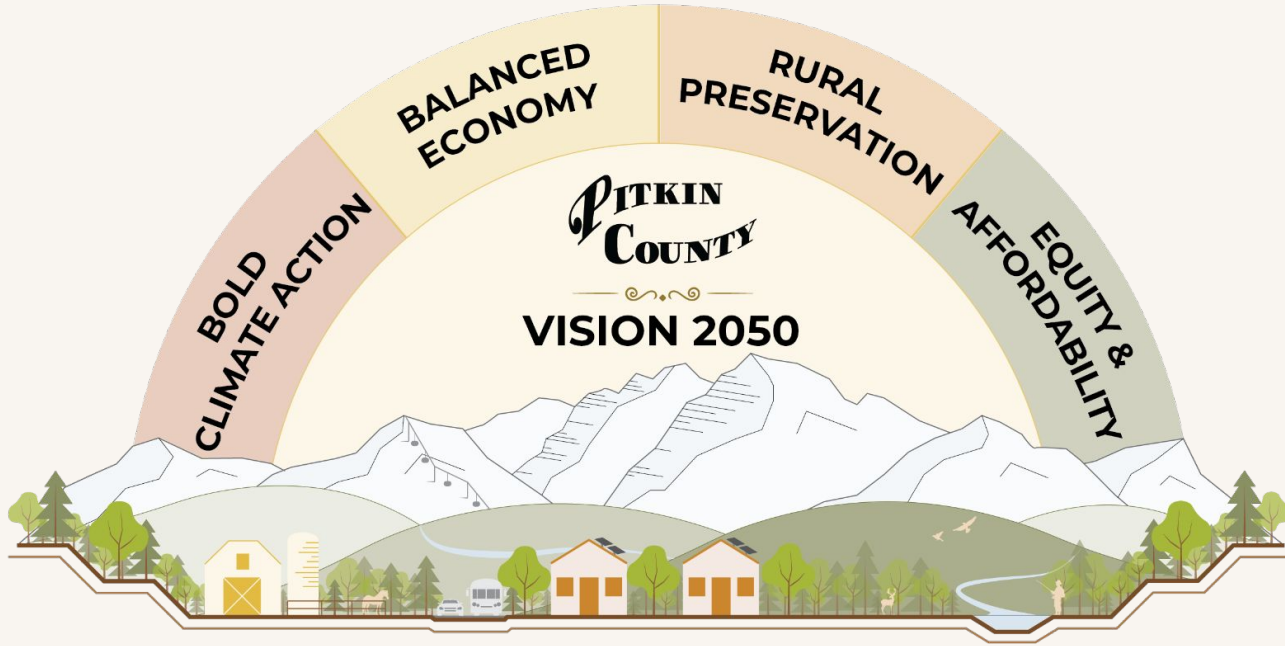 BOLD
CLIMATE ACTION
BALANCED
ECONOMY
RURAL
PRESERVATION
EQUITY &
AFFORDABILITY
PITKIN
COUNTY
VISION 2050